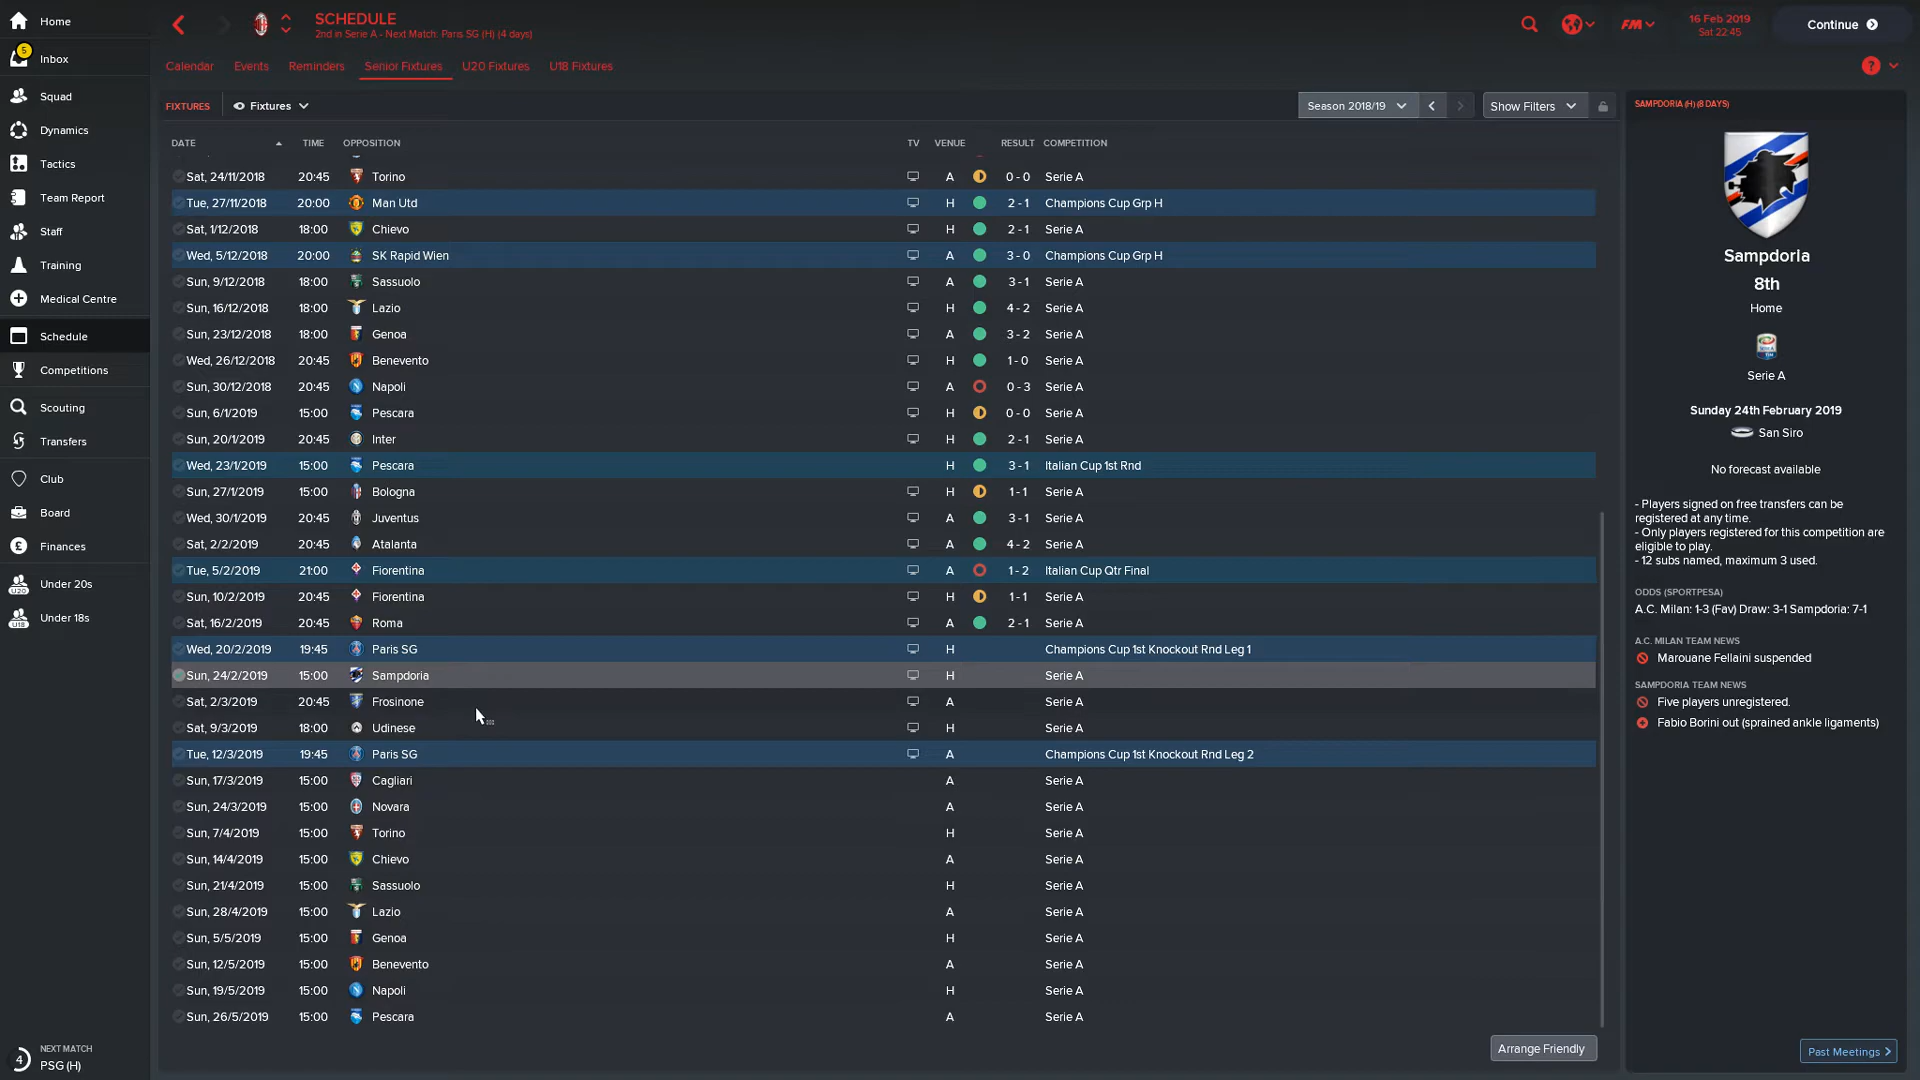 Home
5
Inbox
Squad
Dynamics
Tactics
Team Report
Staff
Training
Medical Centre
Schedule
Competitions
Scouting
Transfers
Club
Board
Finances
Under 20s
Under 18s
4
NEXT MATCH
PSG (H)
SCHEDULE
2nd in Serie A - Next Match: Paris SG (H) (4 days)
FM
16 Feb 2019
Sat 22:45
Continue
Calendar Events Reminders Senior Fixtures U20 Fixtures U18 Fixtures
?
FIXTURES Fixtures Season 2018/19 Show Filters
DATE TIME OPPOSITION TV VENUE RESULT COMPETITION
Sat, 24/11/2018 20:45 Torino A 0 - 0 Serie A
Tue, 27/11/2018 20:00 Man Utd H 2 - 1 Champions Cup Grp H
Sat, 1/12/2018 18:00 Chievo H 2 - 1 Serie A
Wed, 5/12/2018 20:00 SK Rapid Wien A 3 - 0 Champions Cup Grp H
Sun, 9/12/2018 18:00 Sassuolo A 3 - 1 Serie A
Sun, 16/12/2018 18:00 Lazio H 4 - 2 Serie A
Sun, 23/12/2018 18:00 Genoa A 3 - 2 Serie A
Wed, 26/12/2018 20:45 Benevento H 1 - 0 Serie A
Sun, 30/12/2018 20:45 Napoli A 0 - 3 Serie A
Sun, 6/1/2019 15:00 Pescara H 0 - 0 Serie A
Sun, 20/1/2019 20:45 Inter H 2 - 1 Serie A
Wed, 23/1/2019 15:00 Pescara H 3 - 1 Italian Cup 1st Rnd
Sun, 27/1/2019 15:00 Bologna H 1 - 1 Serie A
Wed, 30/1/2019 20:45 Juventus A 3 - 1 Serie A
Sat, 2/2/2019 20:45 Atalanta A 4 - 2 Serie A
Tue, 5/2/2019 21:00 Fiorentina A 1 - 2 Italian Cup Qtr Final
Sun, 10/2/2019 20:45 Fiorentina H 1 - 1 Serie A
Sat, 16/2/2019 20:45 Roma A 2 - 1 Serie A
Wed, 20/2/2019 19:45 Paris SG H Champions Cup 1st Knockout Rnd Leg 1
Sun, 24/2/2019 15:00 Sampdoria H Serie A
Sat, 2/3/2019 20:45 Frosinone A Serie A
Sat, 9/3/2019 18:00 Udinese H Serie A
Tue, 12/3/2019 19:45 Paris SG A Champions Cup 1st Knockout Rnd Leg 2
Sun, 17/3/2019 15:00 Cagliari A Serie A
Sun, 24/3/2019 15:00 Novara A Serie A
Sun, 7/4/2019 15:00 Torino H Serie A
Sun, 14/4/2019 15:00 Chievo A Serie A
Sun, 21/4/2019 15:00 Sassuolo H Serie A
Sun, 28/4/2019 15:00 Lazio A Serie A
Sun, 5/5/2019 15:00 Genoa H Serie A
Sun, 12/5/2019 15:00 Benevento A Serie A
Sun, 19/5/2019 15:00 Napoli H Serie A
Sun, 26/5/2019 15:00 Pescara A Serie A
Arrange Friendly
SAMPDORIA (H) (8 DAYS)
Sampdoria
8th
Home
Serie A
Sunday 24th February 2019
San Siro
No forecast available
- Players signed on free transfers can be
registered at any time.
- Only players registered for this competition are
eligible to play.
- 12 subs named, maximum 3 used.
ODDS (SPORTPESA)
A.C. Milan: 1-3 (Fav) Draw: 3-1 Sampdoria: 7-1
A.C. MILAN TEAM NEWS
Marouane Fellaini suspended
SAMPDORIA TEAM NEWS
Five players unregistered.
Fabio Borini out (sprained ankle ligaments)
Past Meetings